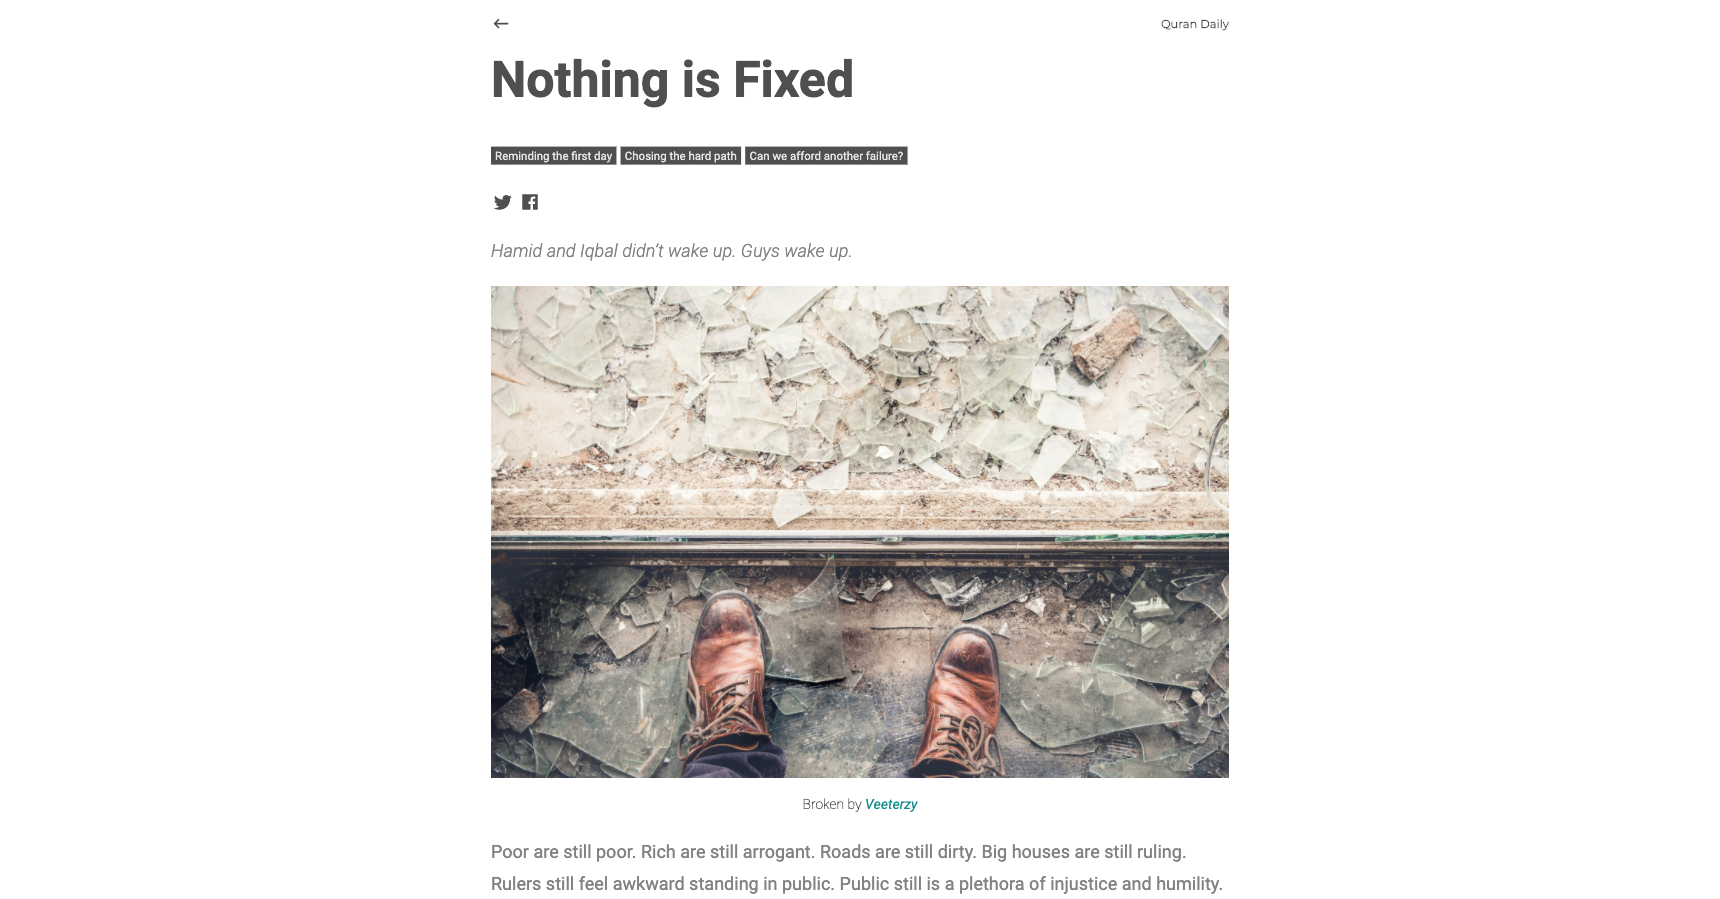 Quran Daily
Nothing is Fixed
Reminding the first day Chosing the hard path Can we afford another failure?
Hamid and Iqbal didn’t wake up. Guys wake up.
Broken by Veeterzy
Poor are still poor. Rich are still arrogant. Roads are still dirty. Big houses are still ruling.
Rulers still feel awkward standing in public. Public still is a plethora of injustice and humility.